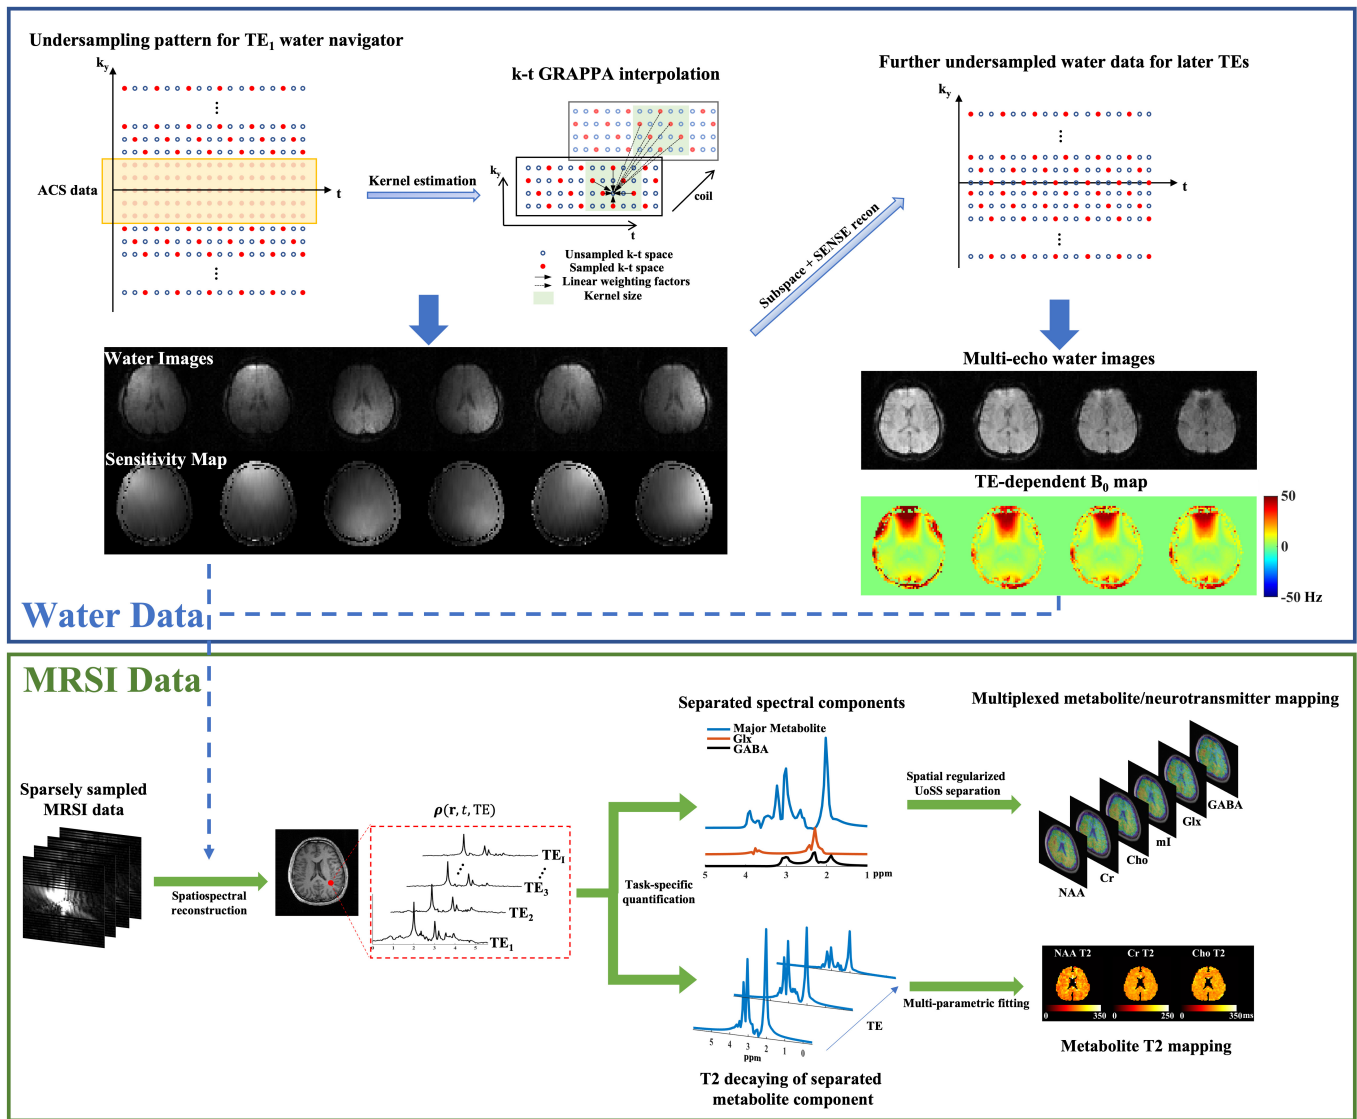 Undersampling pattern for TE1 water navigator
ky
ACS data
t
Kernel estimation
k-t GRAPPA interpolation
ky
coil
t
Unsampled k-t space
Sampled k-t space
Linear weighting factors
Kernel size
Subspace + SENSE recon
Further undersampled water data for later TEs
ky
t
Water Images
Sensitivity Map
Multi-echo water images
TE-dependent B0 map
50
0
-50 Hz
Water Data
MRSI Data
Sparsely sampled
MRSI data
Spatiospectral
reconstruction
ρ(r, t, TE)
TEI
TE3
TE2
TE1
0 1 2 3 4 5
Task-specific
quantification
Separated spectral components
Major Metabolite
Glx
GABA
5 3 1 ppm
Spatial regularized
UoSS separation
Multiplexed metabolite/neurotransmitter mapping
NAA
Cr
Cho
mI
Glx
GABA
5 4 3 2 1 0
ppm
TE
T2 decaying of separated
metabolite component
Multi-parametric fitting
NAA T2 Cr T2 Cho T2
0 350 0 250 0 350ms
Metabolite T2 mapping